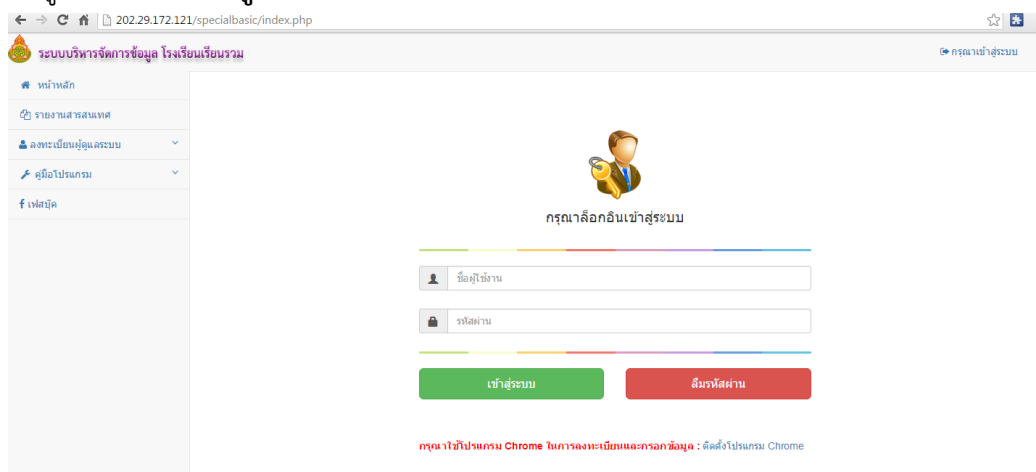 202.29.172.121/specialbasic/index.php
ระบบบริหารจัดการข้อมูล โรงเรียนเรียนรวม
กรุณาเข้าสู่ระบบ
หน้าหลัก
รายงานสารสนเทศ
ลงทะเบียนผู้ดูแลระบบ
คู่มือโปรแกรม
เฟสบุ๊ค
กรุณาล็อกอินเข้าสู่ระบบ
ชื่อผู้ใช้งาน
รหัสผ่าน
เข้าสู่ระบบ
ลืมรหัสผ่าน
กรุณาใช้โปรแกรม Chrome ในการลงทะเบียนและกรอกข้อมูล : ติดตั้งโปรแกรม Chrome